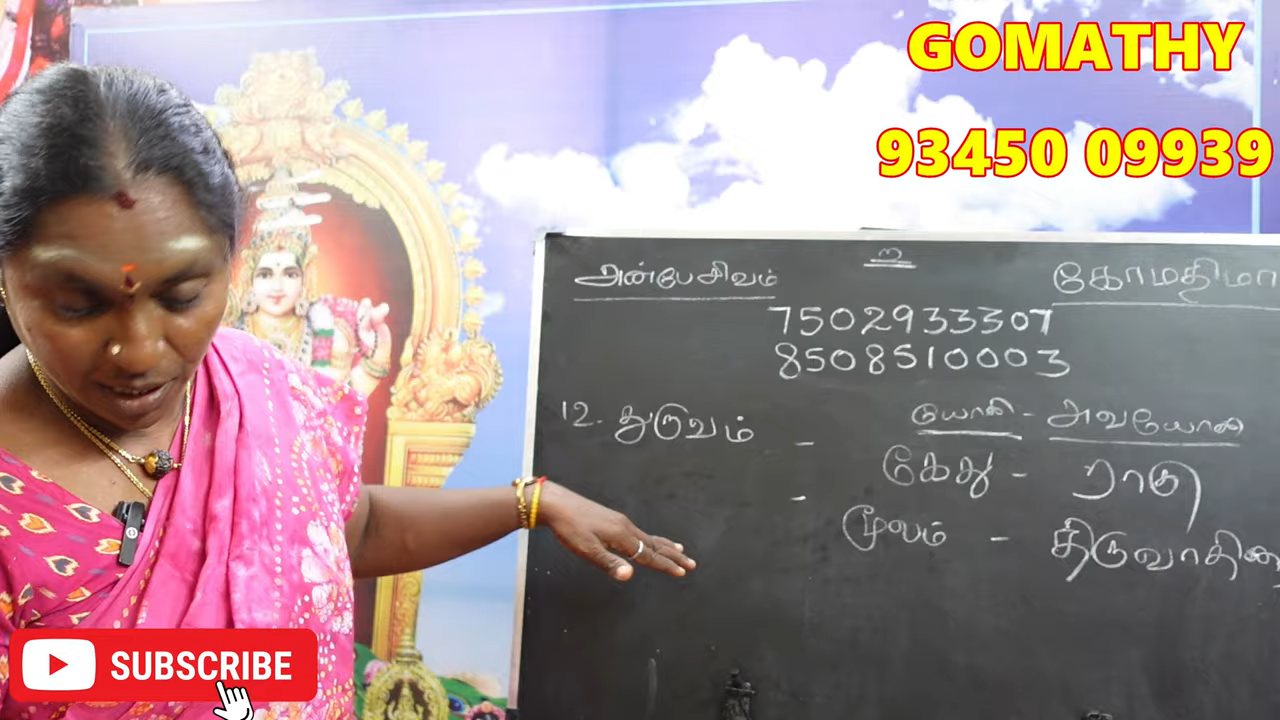 GOMATHY
93450 09939
உ
அன்பே சிவம்
கோமதிமா
7502933307
8508510003
12. துருவம் -
யோகி - அவயோகி
கேது - ராகு
- மூலம் - திருவாதிரை
SUBSCRIBE